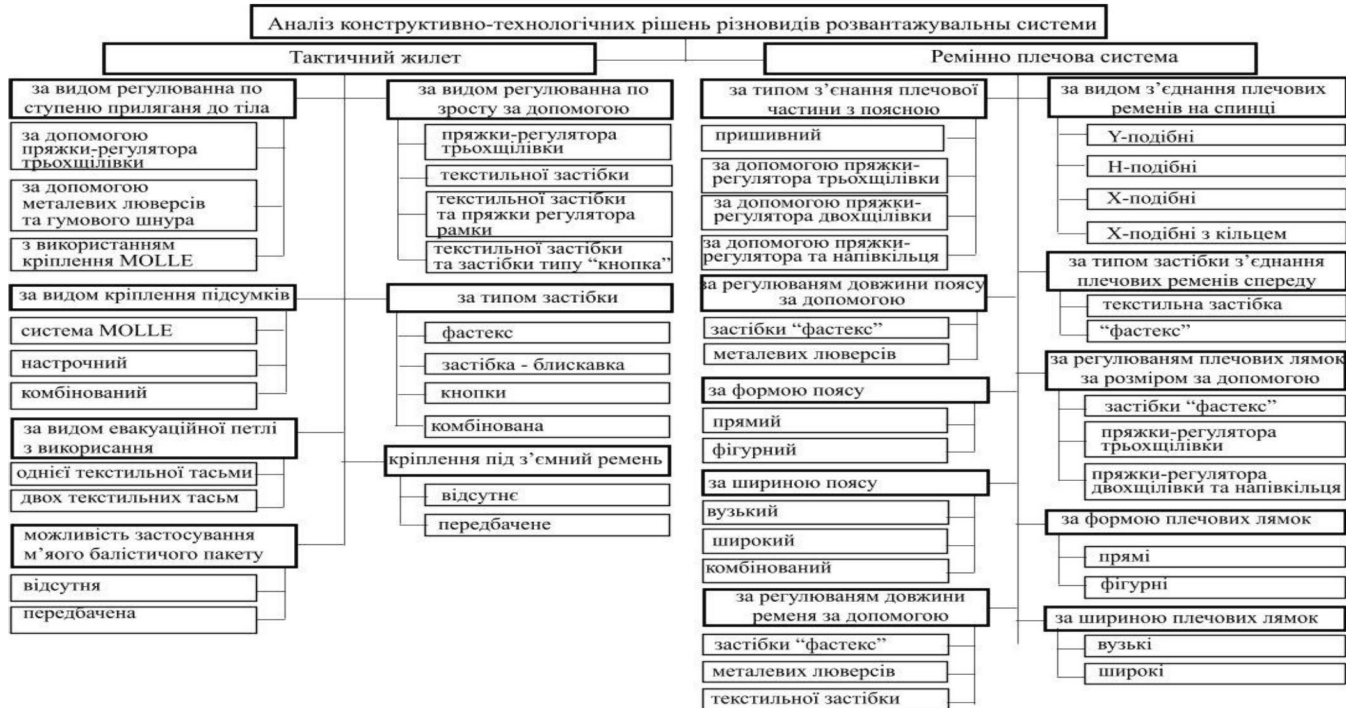 Аналіз конструктивно-технологічних рішень різновидів розвантажувальны системи
Тактичний жилет
за видом регулюванна по
ступеню прилягана до тіла
за допомогою
пряжки-регулятора
трьохщілівки
за допомогою
металевих люверсів
та гумового шнура
з використанням
кріплення MOLLE
за видом кріплення підсумків
система MOLLE
настрочний
комбінований
за видом евакуаційної петлі
з викорисання
однієї текстильної тасьми
двох текстильних тасьм
можливість застосування
м’яого балістичого пакету
відсутня
передбачена
за видом регулюванна по
зросту за допомогою
пряжки-регулятора
трьохщілівки
текстильної застібки
текстильної застібки
та пряжки регулятора
рамки
текстильної застібки
та застібки типу “кнопка”
за типом застібки
фастекс
застібка - блискавка
кнопки
комбінована
кріплення під з’ємний ремень
відсутнє
передбачене
Ремінно плечова система
за типом з’єнання плечової
частини з поясною
пришивний
за допомогою пряжки-
регулятора трьохщілівки
за допомогою пряжки-
регулятора двохщілівки
за допомогою пряжки-
регулятора та напівкільця
за регулюваням довжини поясу
за допомогою
застібки “фастекс”
металевих люверсів
за формою поясу
прямий
фігурний
за шириною поясу
вузький
широкий
комбінований
за регулюваням довжини
ременя за допомогою
застібки “фастекс”
металевих люверсів
текстильної застібки
за видом з’єднання плечових
ременів на спинці
Y-подібні
Н-подібні
Х-подібні
Х-подібні з кільцем
за типом застібки з’єднання
плечових ременів спереду
текстильна застібка
“фастекс”
за регулюваням плечових лямок
за розміром за допомогою
застібки “фастекс”
пряжки-регулятора
трьохщілівки
пряжки-регулятора
двохщілівки та напівкільця
за формою плечових лямок
прямі
фігурні
за шириною плечових лямок
вузькі
широкі